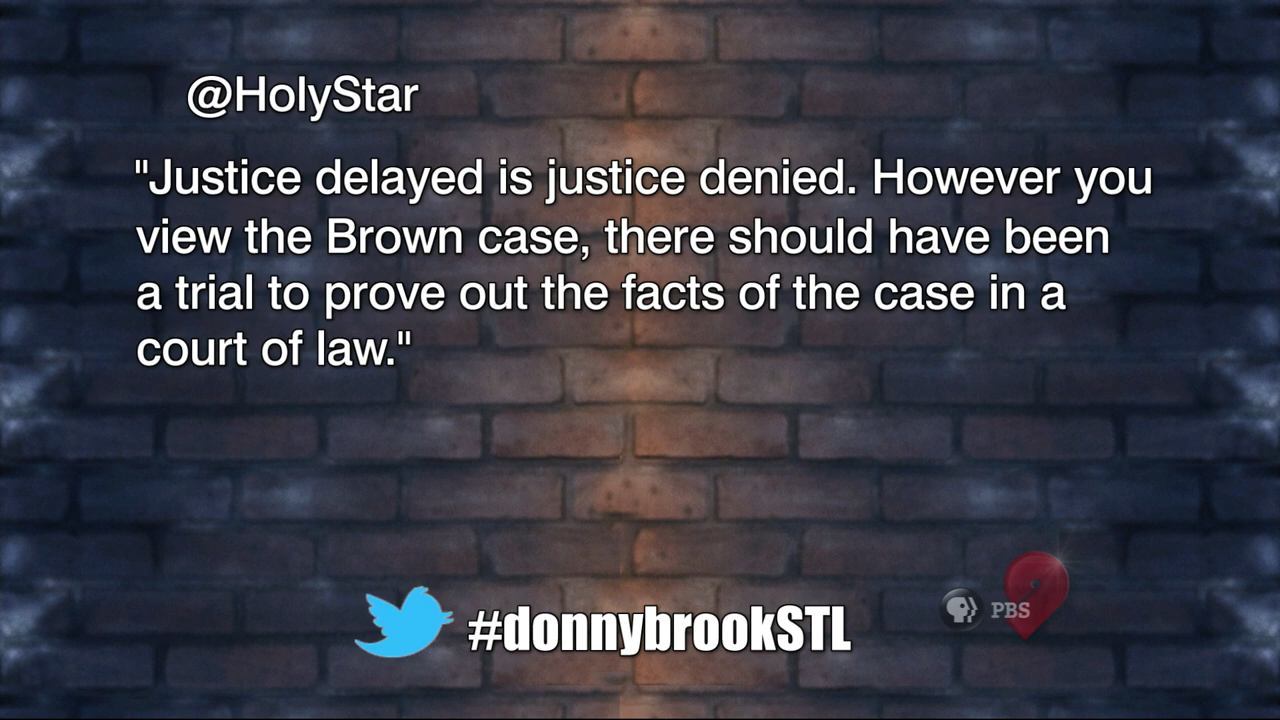 @HolyStar
"Justice delayed is justice denied. However you
view the Brown case, there should have been
a trial to prove out the facts of the case in a
court of law."
#donnybrookSTL
PBS
9